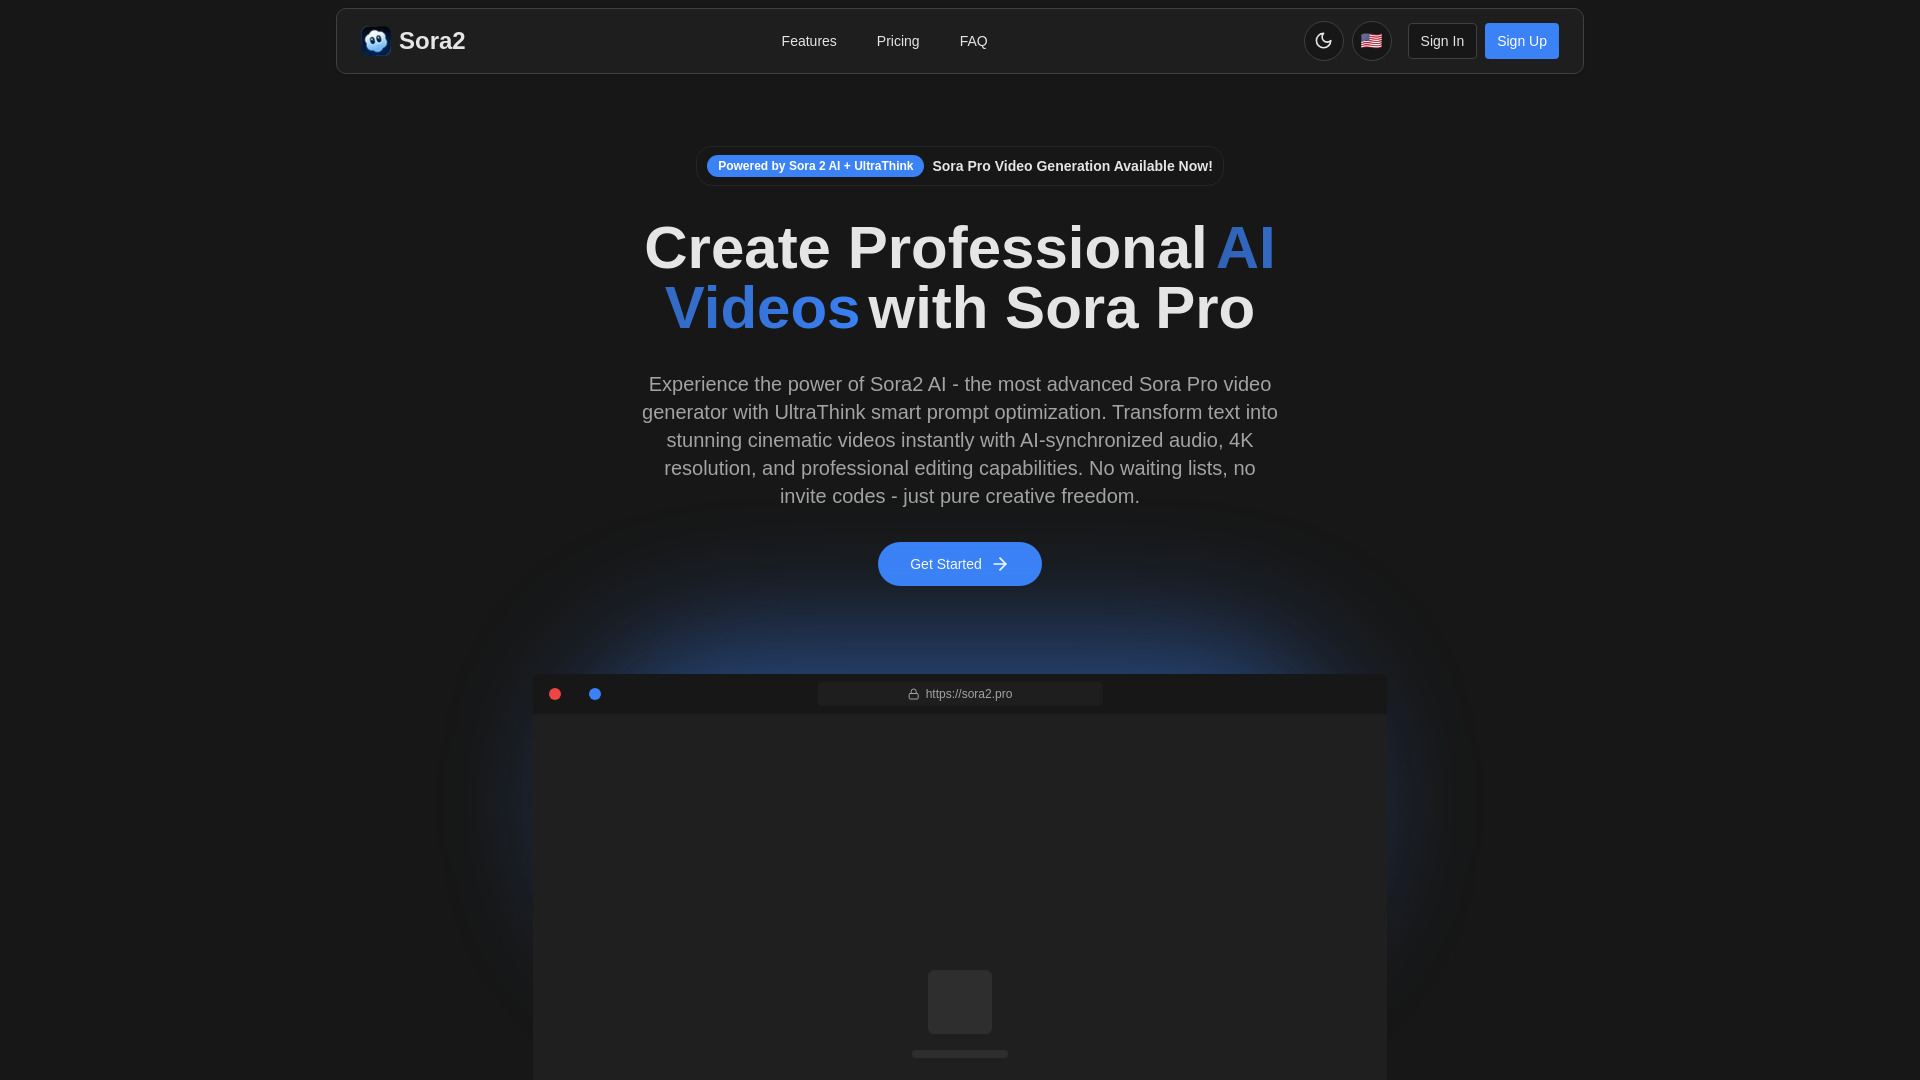 Sora2
Features
Pricing
FAQ
Sign In
Sign Up
Powered by Sora 2 AI + UltraThink
Sora Pro Video Generation Available Now!
Create Professional AI
Videos with Sora Pro
Experience the power of Sora2 AI - the most advanced Sora Pro video
generator with UltraThink smart prompt optimization. Transform text into
stunning cinematic videos instantly with AI-synchronized audio, 4K
resolution, and professional editing capabilities. No waiting lists, no
invite codes - just pure creative freedom.
Get Started
https://sora2.pro